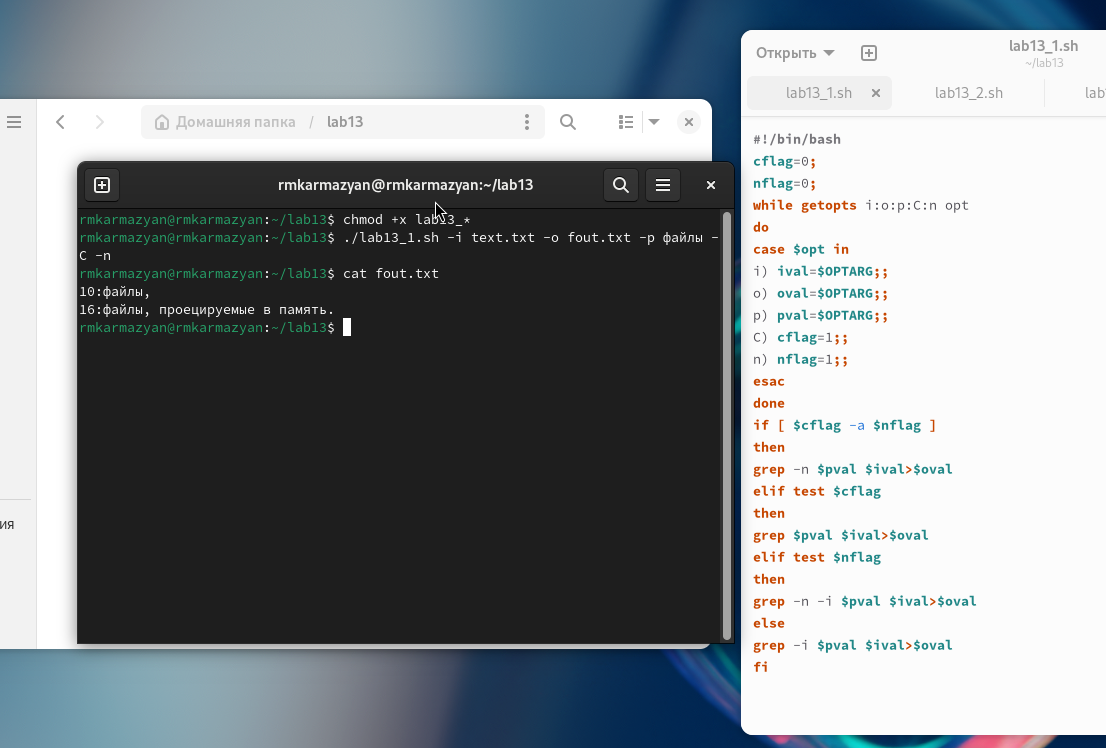 Домашняя папка / lab13
ия
rmkarmazyan@rmkarmazyan:~/lab13
rmkarmazyan@rmkarmazyan:~/lab13$ chmod +x lab13_*
rmkarmazyan@rmkarmazyan:~/lab13$ ./lab13_1.sh -i text.txt -o fout.txt -p файлы -
C -n
rmkarmazyan@rmkarmazyan:~/lab13$ cat fout.txt
10:файлы,
16:файлы, проецируемые в память.
rmkarmazyan@rmkarmazyan:~/lab13$
Открыть
lab13_1.sh
~/lab13
lab13_1.sh
lab13_2.sh
lab
#!/bin/bash
cflag=0;
nflag=0;
while getopts i:o:p:C:n opt
do
case $opt in
i) ival=$OPTARG;;
o) oval=$OPTARG;;
p) pval=$OPTARG;;
C) cflag=1;;
n) nflag=1;;
esac
done
if [ $cflag -a $nflag ]
then
grep -n $pval $ival>$oval
elif test $cflag
then
grep $pval $ival>$oval
elif test $nflag
then
grep -n -i $pval $ival>$oval
else
grep -i $pval $ival>$oval
fi